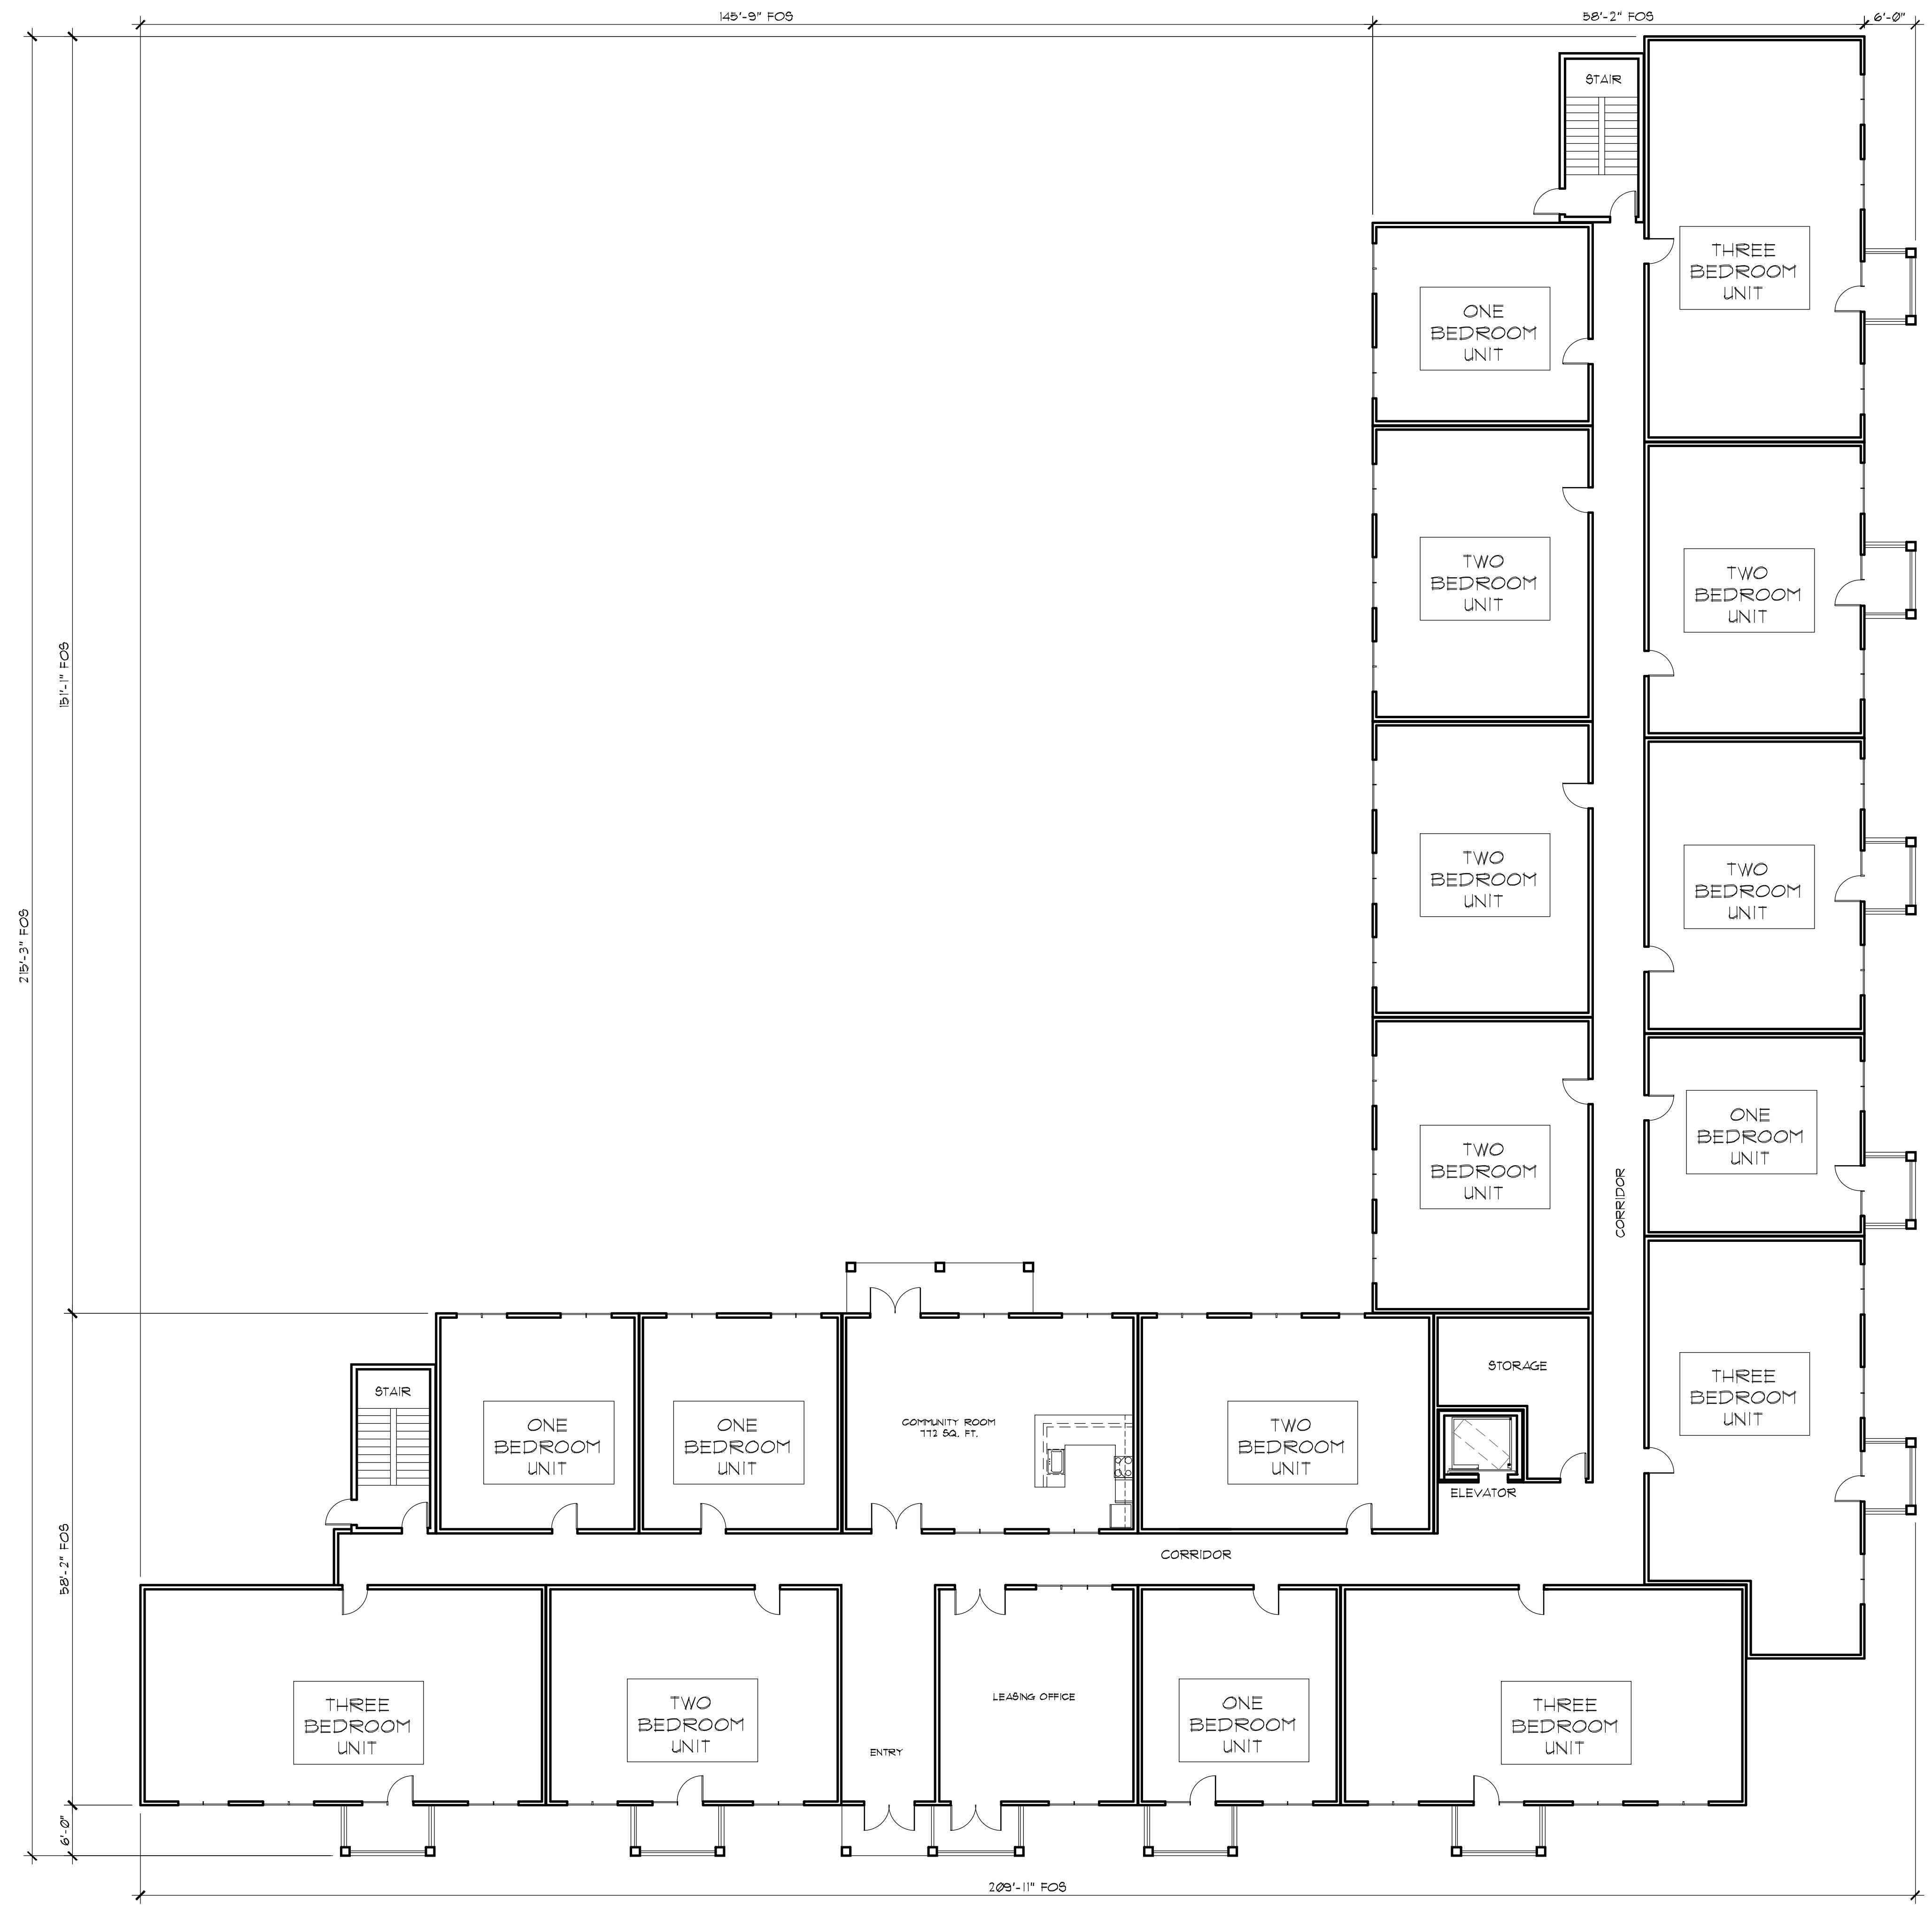 145'-9" FOS
58'-2" FOS
6'-0"
STAIR
THREE
BEDROOM
UNIT
ONE
BEDROOM
UNIT
TWO
BEDROOM
UNIT
TWO
BEDROOM
UNIT
151'-1" FOS
TWO
BEDROOM
UNIT
TWO
BEDROOM
UNIT
215'-3" FOS
ONE
BEDROOM
UNIT
TWO
BEDROOM
UNIT
CORRIDOR
STORAGE
THREE
BEDROOM
UNIT
STAIR
ONE
BEDROOM
UNIT
ONE
BEDROOM
UNIT
COMMUNITY ROOM
772 SQ. FT.
TWO
BEDROOM
UNIT
ELEVATOR
CORRIDOR
58'-2" FOS
THREE
BEDROOM
UNIT
TWO
BEDROOM
UNIT
ENTRY
LEASING OFFICE
ONE
BEDROOM
UNIT
THREE
BEDROOM
UNIT
6'-0"
209'-11" FOS